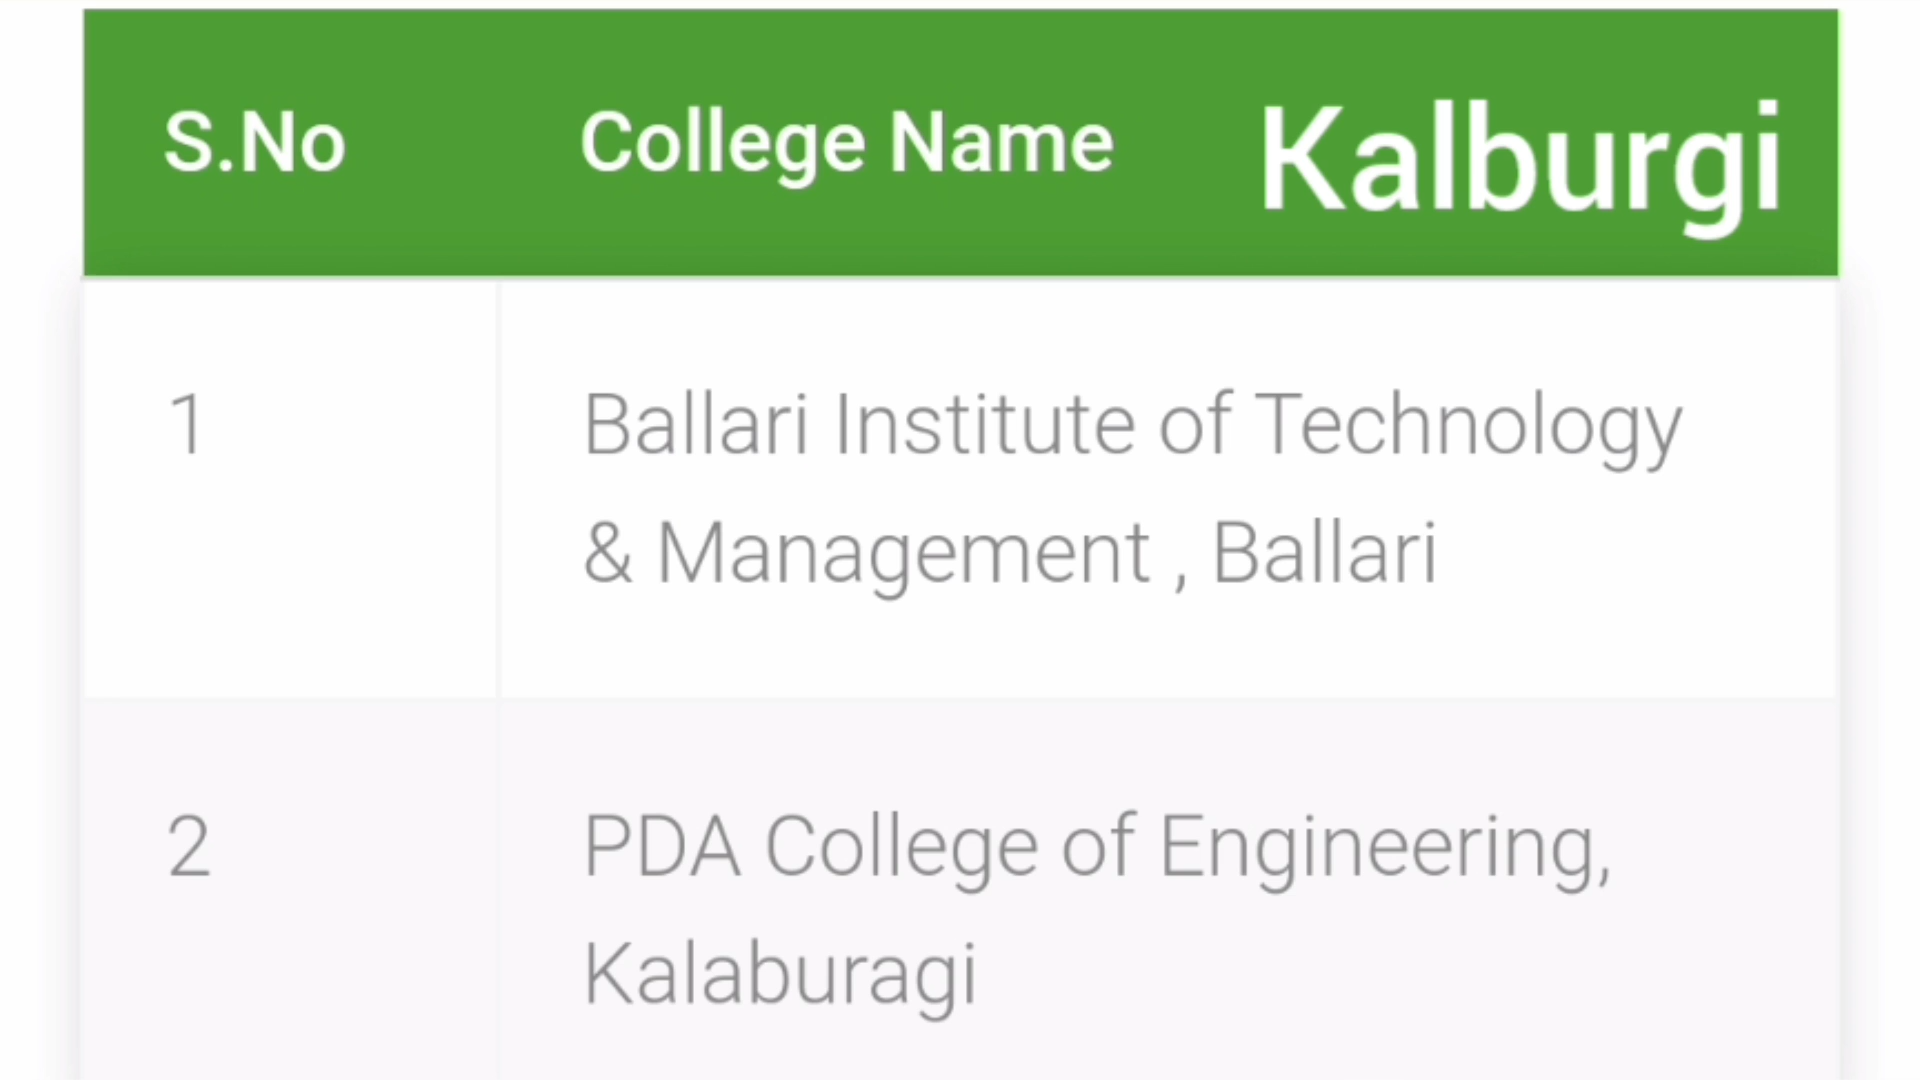 S.No College Name Kalburgi
1 Ballari Institute of Technology
& Management , Ballari
2 PDA College of Engineering,
Kalaburagi